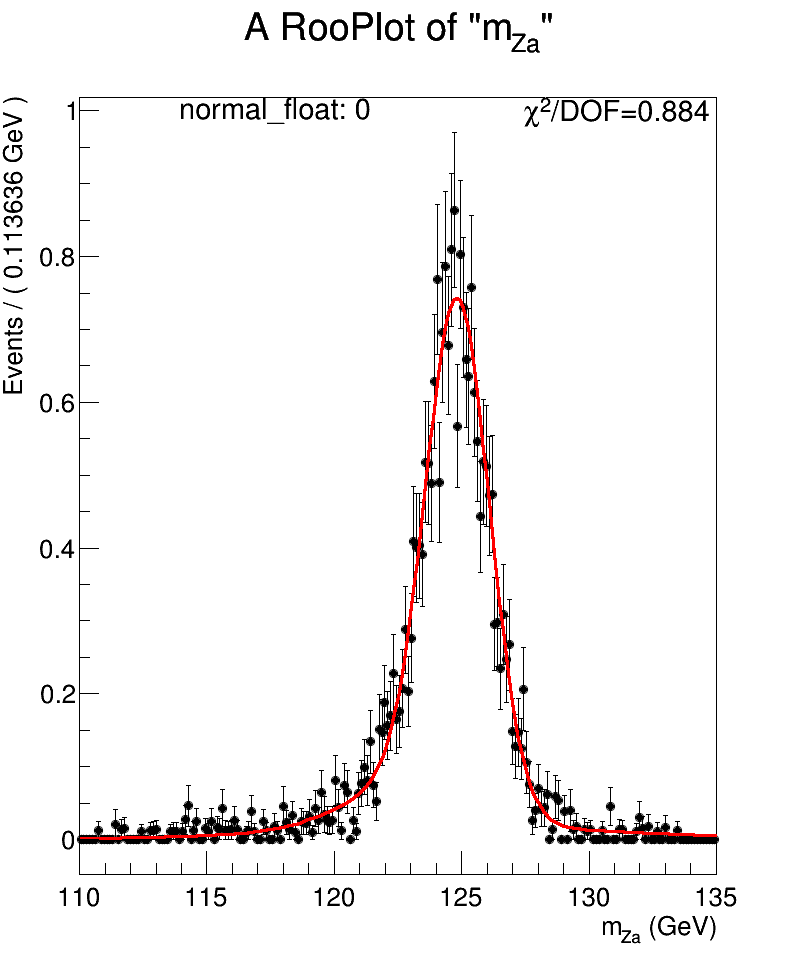 A RooPlot of "m_Za"
normal_float: 0
χ²/DOF=0.884
Events / ( 0.113636 GeV )
1
0.8
0.6
0.4
0.2
0
110 115 120 125 130 135
m_Za (GeV)